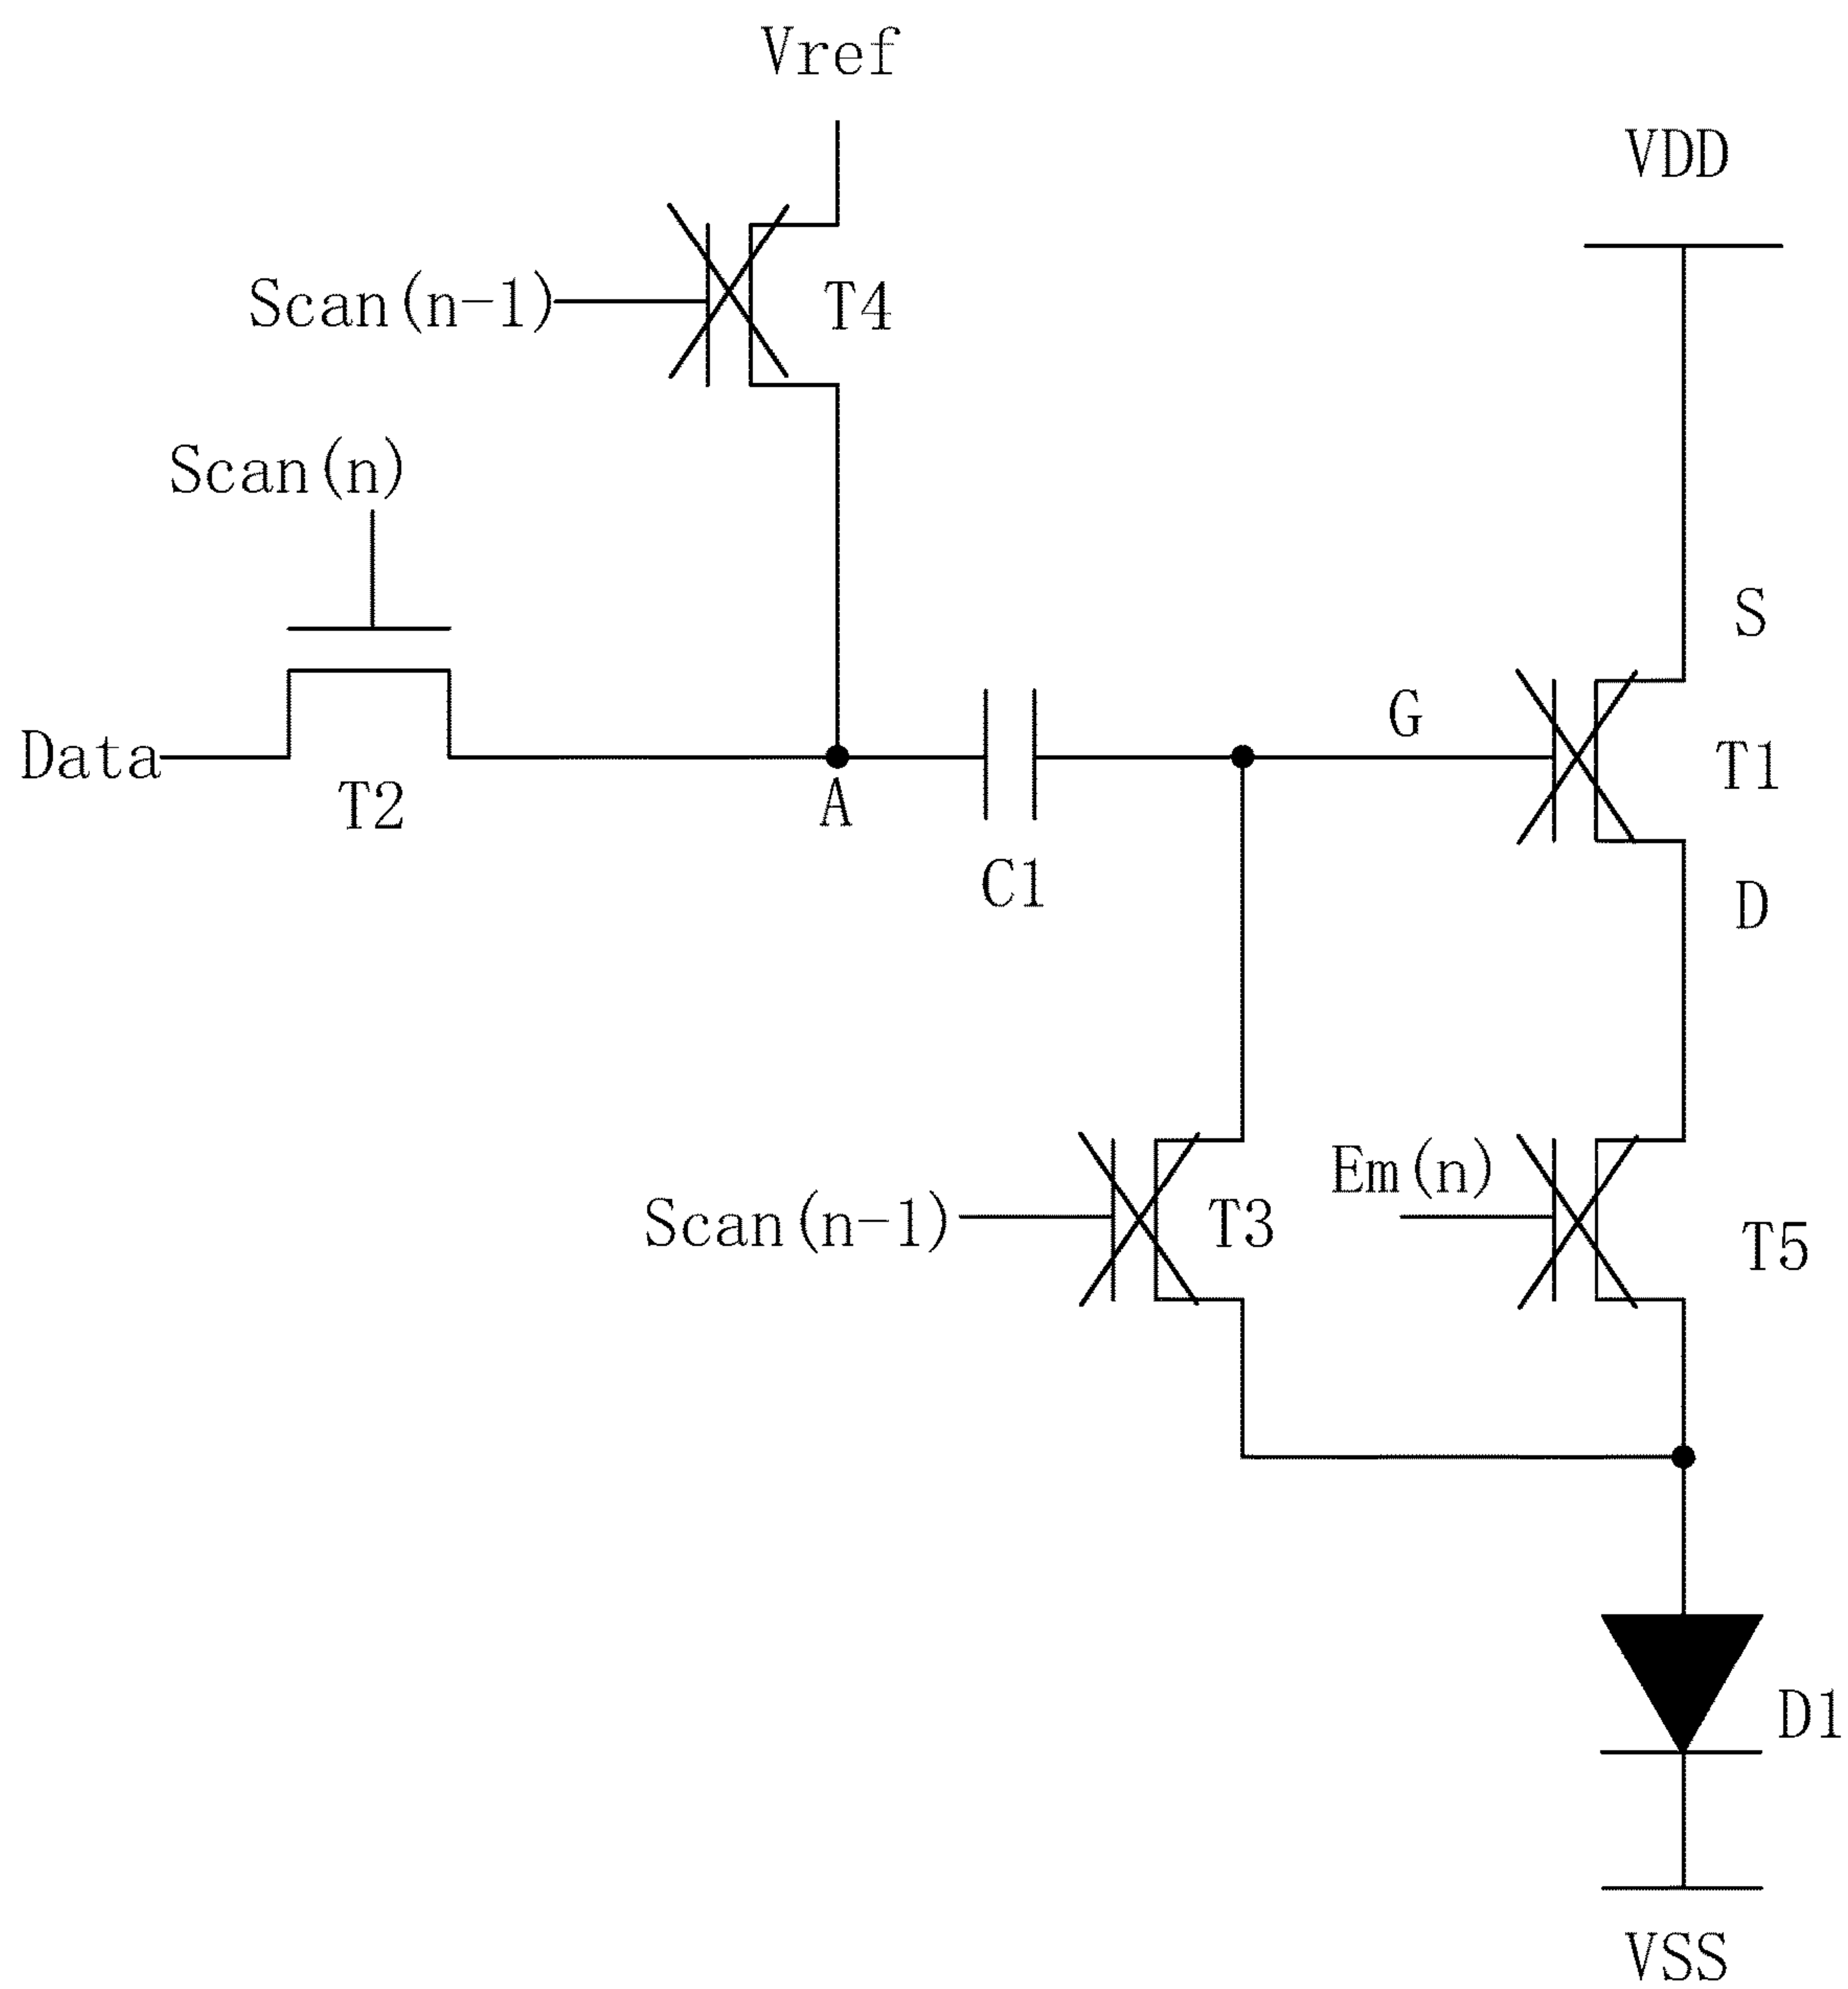 Vref
VDD
Scan(n-1)
T4
Scan(n)
S
G
T1
Data
T2
A
C1
D
Em(n)
Scan(n-1)
T3
T5
D1
VSS